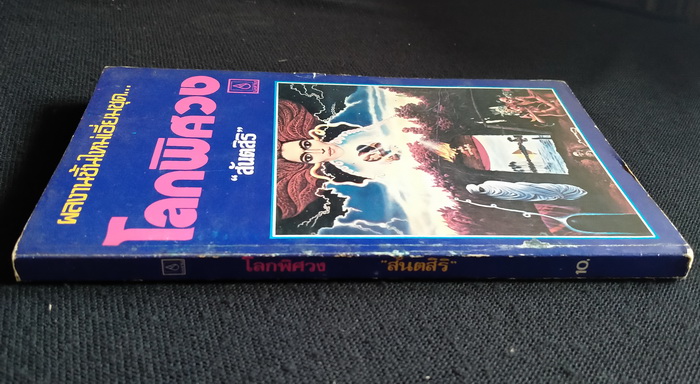 ผลงานชิ้นใหม่เอี่ยมชุด...
โลกพิศวง
"สันตสิริ"
โลกพิศวง
"สันตสิริ"
10.